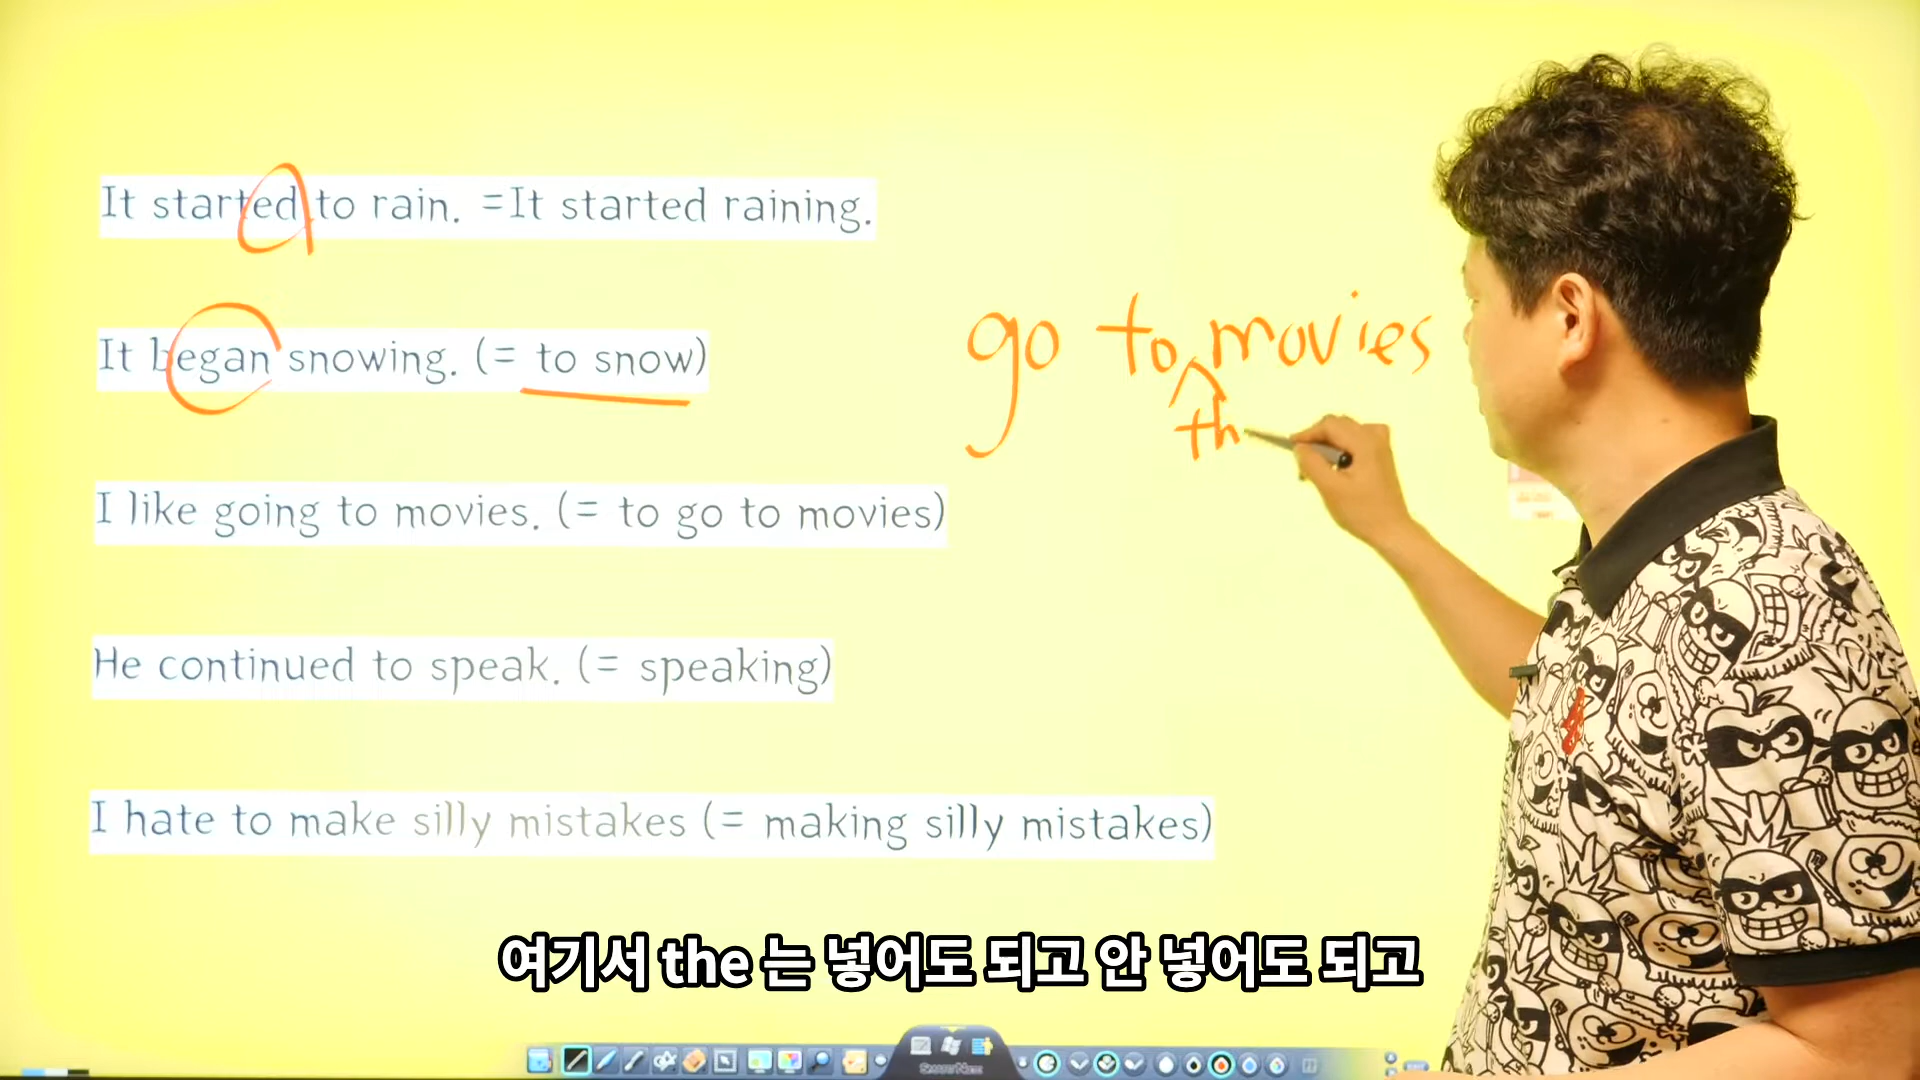 It started to rain. =It started raining.
It began snowing. (= to snow)
go to movies
th
I like going to movies. (= to go to movies)
He continued to speak. (= speaking)
I hate to make silly mistakes (= making silly mistakes)
여기서 the 는 넣어도 되고 안 넣어도 되고